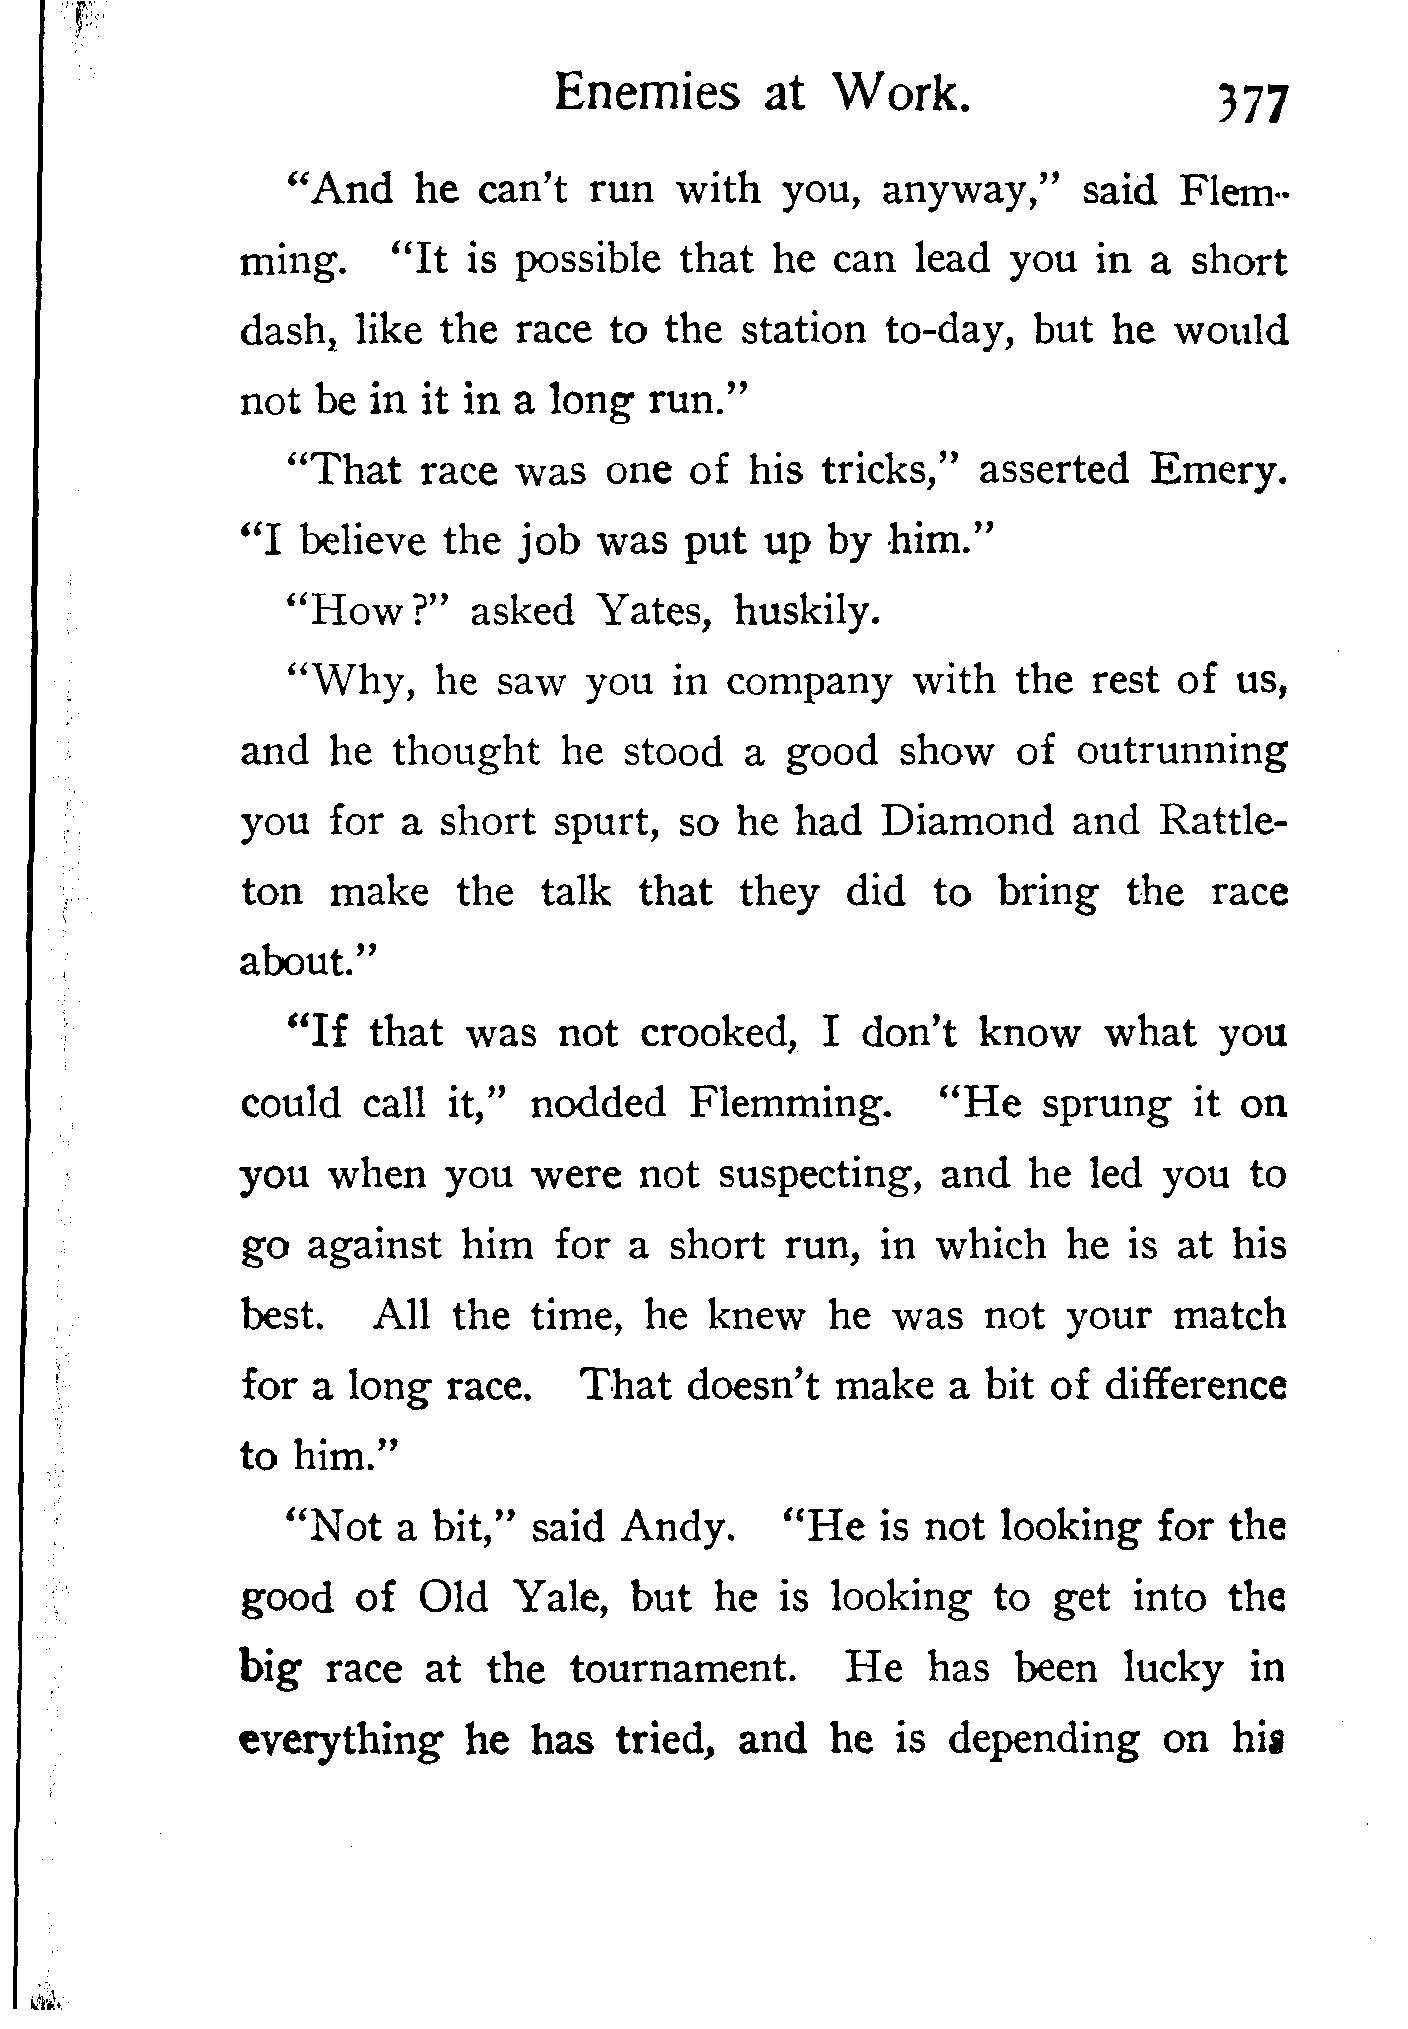 Enemies at Work. 377
“And he can't run with you, anyway,” said Flem-
ming. “It is possible that he can lead you in a short
dash, like the race to the station to-day, but he would
not be in it in a long run.”
“That race was one of his tricks,” asserted Emery.
“I believe the job was put up by him.”
“How?” asked Yates, huskily.
“Why, he saw you in company with the rest of us,
and he thought he stood a good show of outrunning
you for a short spurt, so he had Diamond and Rattle-
ton make the talk that they did to bring the race
about.”
“If that was not crooked, I don't know what you
could call it,” nodded Flemming. “He sprung it on
you when you were not suspecting, and he led you to
go against him for a short run, in which he is at his
best. All the time, he knew he was not your match
for a long race. That doesn't make a bit of difference
to him.”
“Not a bit,” said Andy. “He is not looking for the
good of Old Yale, but he is looking to get into the
big race at the tournament. He has been lucky in
everything he has tried, and he is depending on his